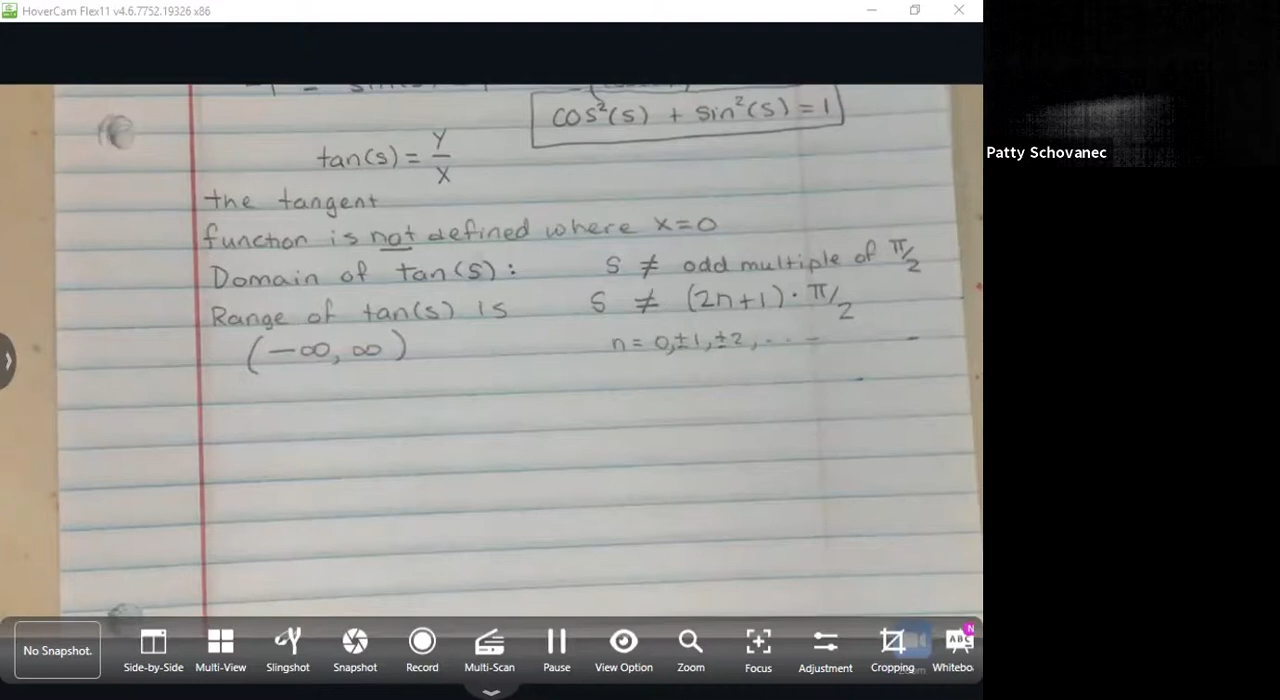 HoverCam Flex11 v4.6.7752.19326 x86
cos²(s) + sin²(s) = 1
tan(s) = Y/X
Patty Schovanec
the tangent
function is not defined where x=0
Domain of tan(s): s ≠ odd multiple of π/2
Range of tan(s) is s ≠ (2n+1)·π/2
(-∞, ∞) n = 0, ±1, ±2, ...
No Snapshot.
Side-by-Side Multi-View Slingshot Snapshot Record Multi-Scan Pause View Option Zoom Focus Adjustment Cropping Whitebo
ABC N